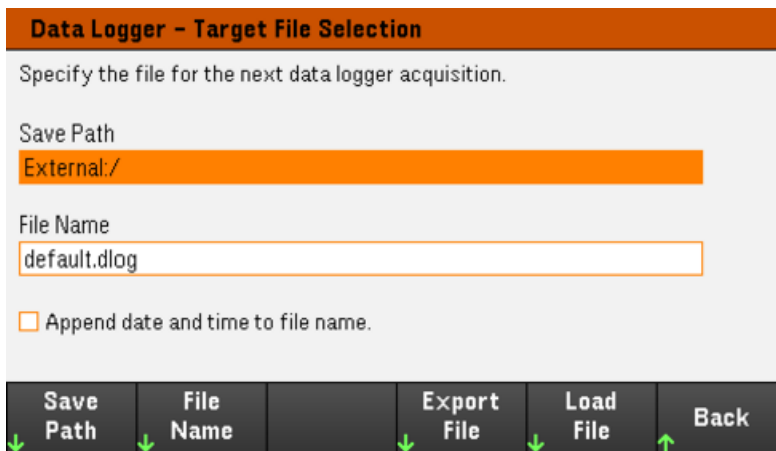 Data Logger – Target File Selection
Specify the file for the next data logger acquisition.
Save Path
External:/
File Name
default.dlog
Append date and time to file name.
Save Path
File Name
Export File
Load File
Back